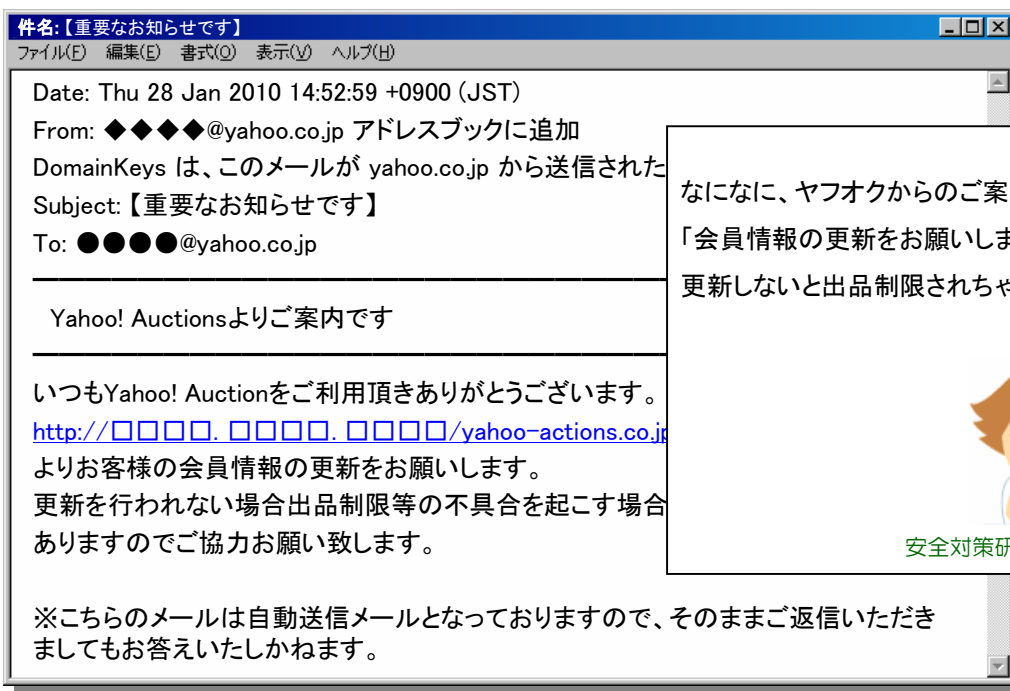 件名:【重要なお知らせです】
ファイル(F) 編集(E) 書式(O) 表示(V) ヘルプ(H)
Date: Thu 28 Jan 2010 14:52:59 +0900 (JST)
From: ◆◆◆◆@yahoo.co.jp アドレスブックに追加
DomainKeys は、このメールが yahoo.co.jp から送信された
Subject:【重要なお知らせです】
To: ●●●●@yahoo.co.jp
Yahoo! Auctionsよりご案内です
いつもYahoo! Auctionをご利用頂きありがとうございます。
http://□□□□. □□□□. □□□□/yahoo-actions.co.jp
よりお客様の会員情報の更新をお願いします。
更新を行われない場合出品制限等の不具合を起こす場合
ありますのでご協力お願い致します。
※こちらのメールは自動送信メールとなっておりますので、そのままご返信いただき
ましてもお答えいたしかねます。
なになに、ヤフオクからのご案
「会員情報の更新をお願いしま
更新しないと出品制限されちゃ
安全対策研